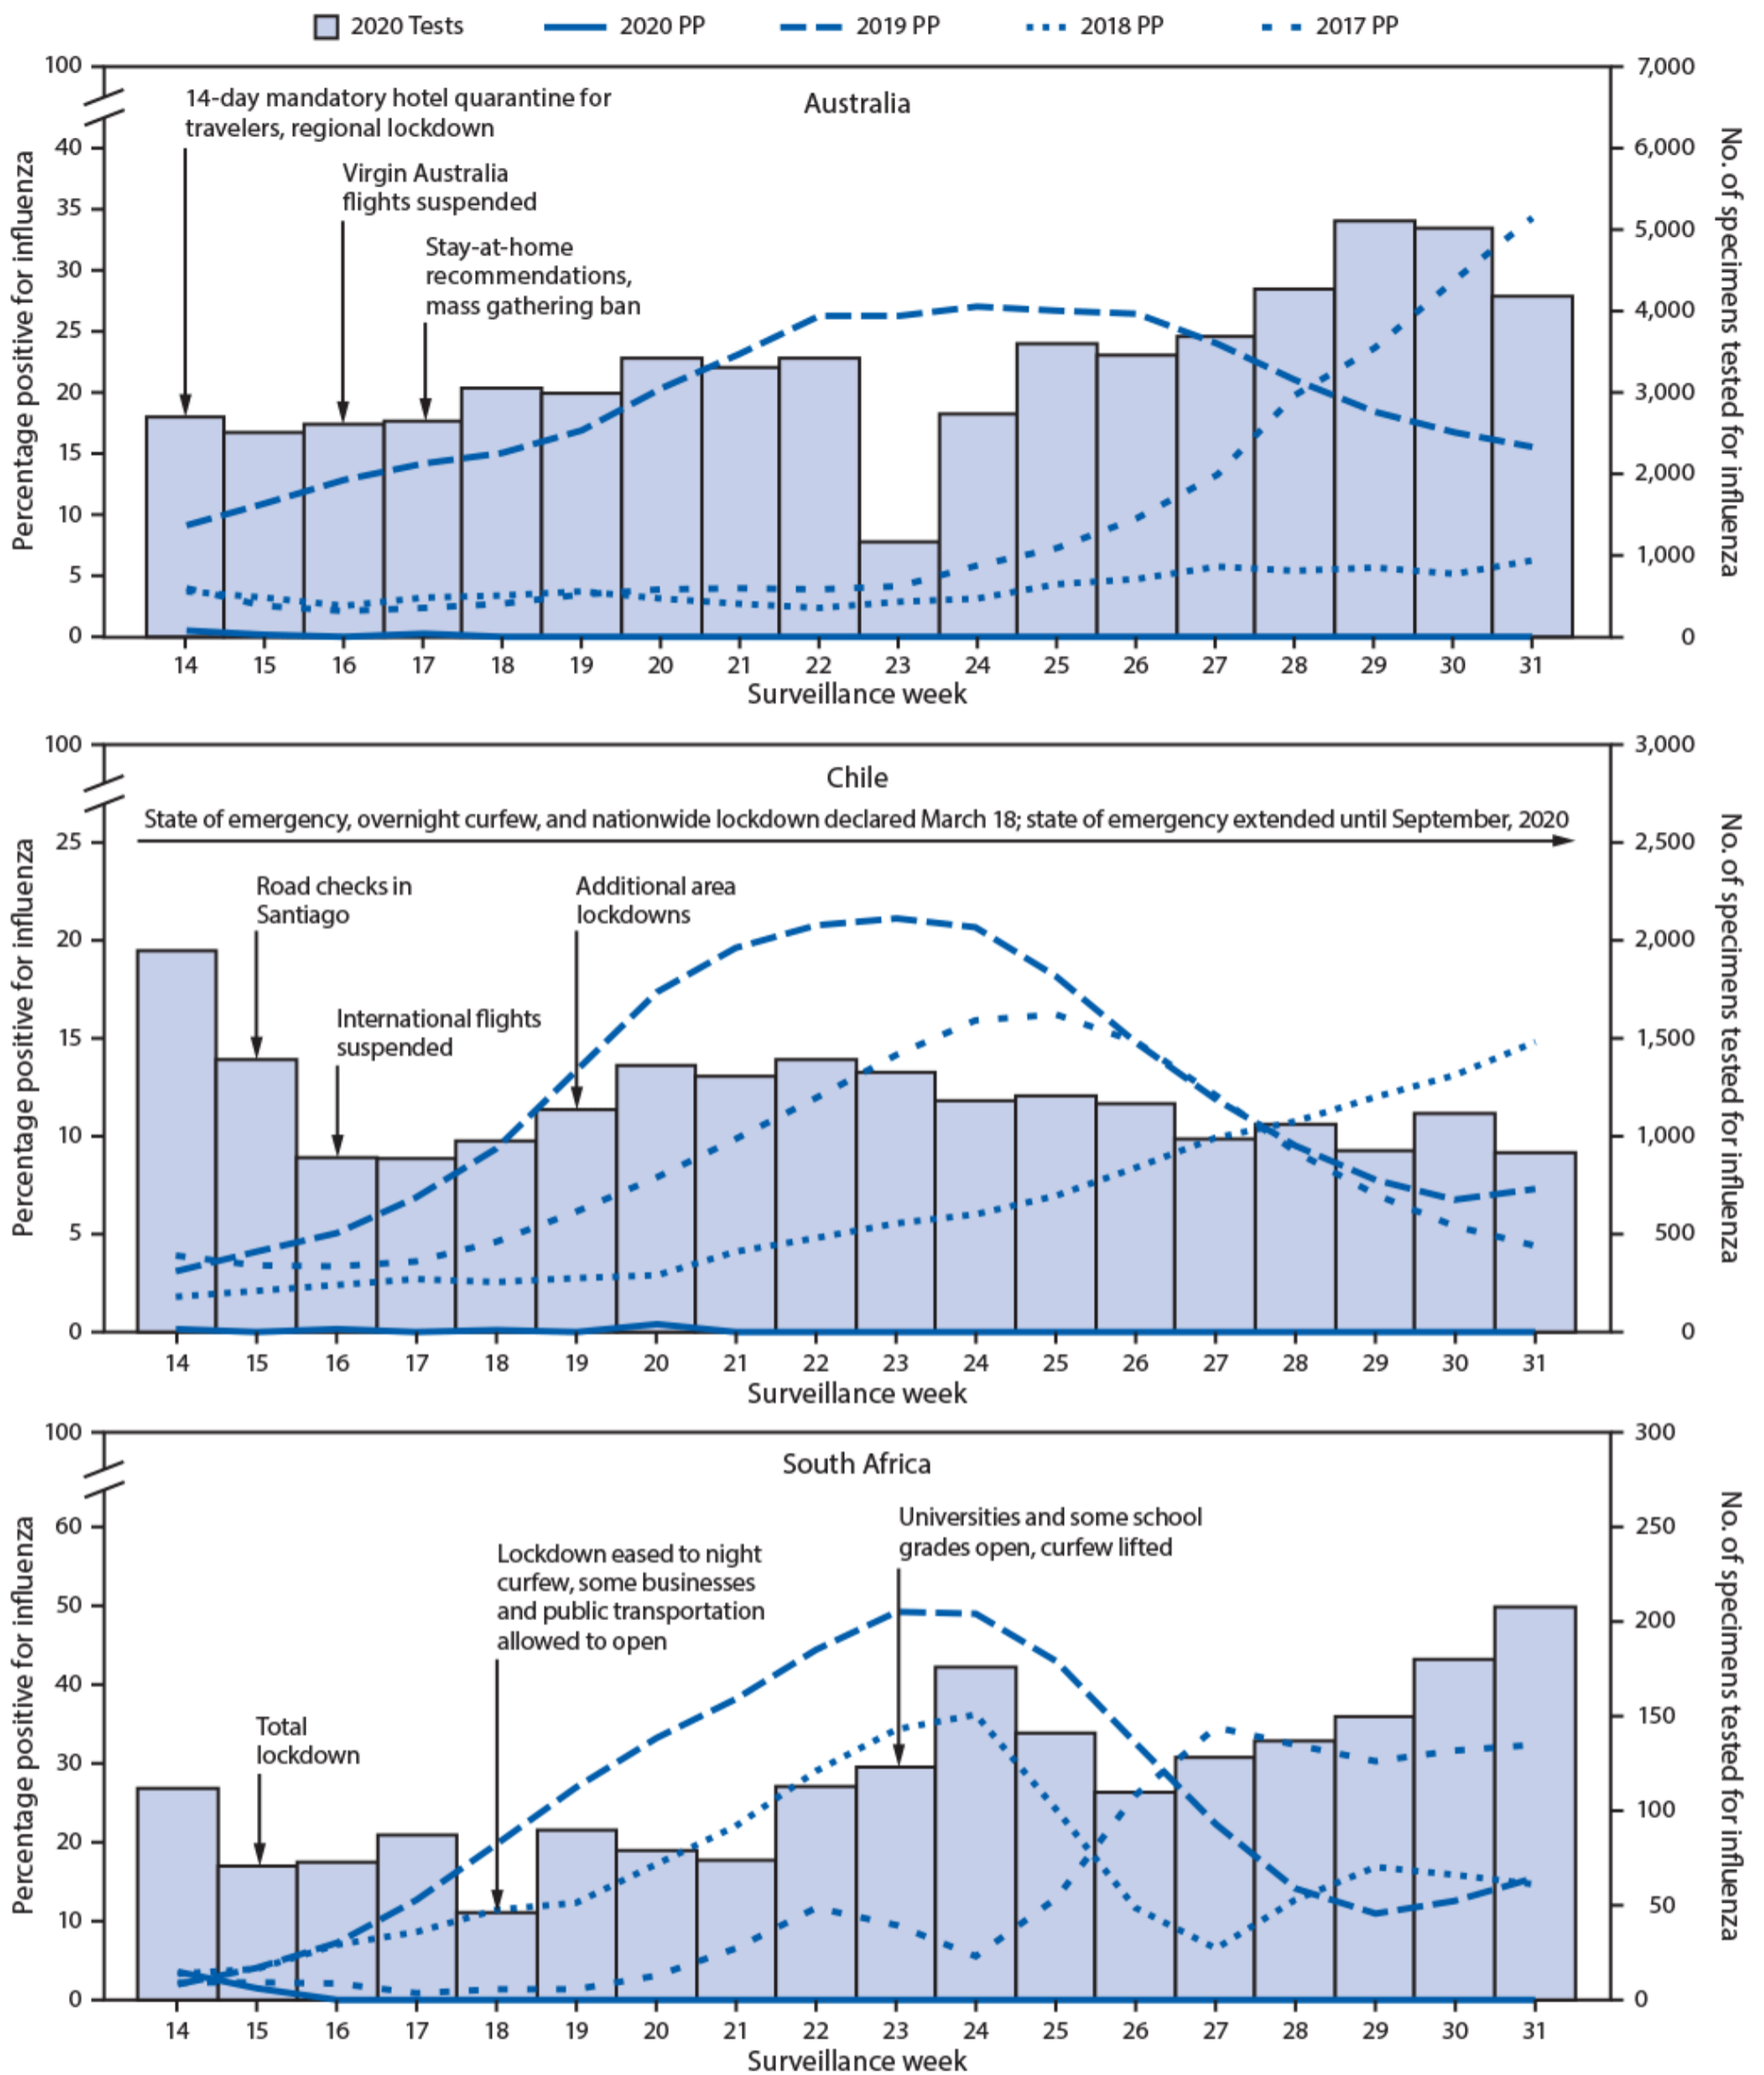 2020 Tests 2020 PP 2019 PP 2018 PP 2017 PP
Australia
Percentage positive for influenza
100
40
35
30
25
20
15
10
5
0
14-day mandatory hotel quarantine for
travelers, regional lockdown
Virgin Australia
flights suspended
Stay-at-home
recommendations,
mass gathering ban
7,000
6,000
5,000
4,000
3,000
2,000
1,000
0
No. of specimens tested for influenza
14 15 16 17 18 19 20 21 22 23 24 25 26 27 28 29 30 31
Surveillance week
Chile
Percentage positive for influenza
100
25
20
15
10
5
0
State of emergency, overnight curfew, and nationwide lockdown declared March 18; state of emergency extended until September, 2020
Road checks in
Santiago
International flights
suspended
Additional area
lockdowns
3,000
2,500
2,000
1,500
1,000
500
0
No. of specimens tested for influenza
14 15 16 17 18 19 20 21 22 23 24 25 26 27 28 29 30 31
Surveillance week
South Africa
Percentage positive for influenza
100
60
50
40
30
20
10
0
Total
lockdown
Lockdown eased to night
curfew, some businesses
and public transportation
allowed to open
Universities and some school
grades open, curfew lifted
300
250
200
150
100
50
0
No. of specimens tested for influenza
14 15 16 17 18 19 20 21 22 23 24 25 26 27 28 29 30 31
Surveillance week